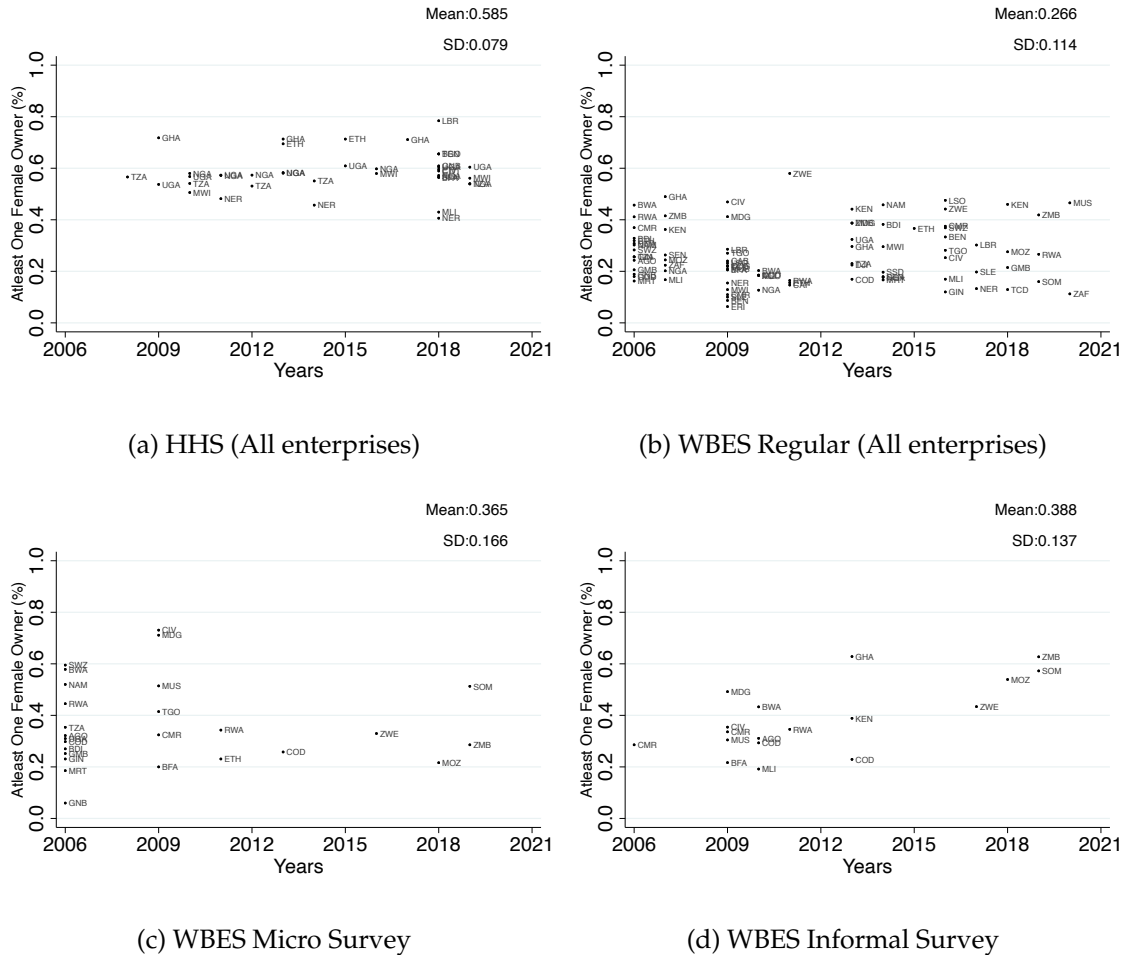 Mean:0.585
SD:0.079
Atleast One Female Owner (%)
0.0 0.2 0.4 0.6 0.8 1.0
TZA
GHA
UGA
NGA
UGA
TZA
MWI
NGA
NER
NGA
TZA
GHA
ETH
NGA
TZA
NER
ETH
UGA
NGA
MWI
GHA
LBR
MLI
NER
UGA
MWI
2006 2009 2012 2015 2018 2021
Years
(a) HHS (All enterprises)
Mean:0.266
SD:0.114
Atleast One Female Owner (%)
0.0 0.2 0.4 0.6 0.8 1.0
BWA
RWA
CMR
SWZ
AGO
GMB
MRT
GHA
ZMB
KEN
SEN
MOZ
ZAF
NGA
MLI
CIV
MDG
LBR
TGO
NER
MWI
BEN
ERI
BWA
NGA
ZWE
RWA
KEN
UGA
GHA
TZA
COD
NAM
BDI
MWI
SSD
MRT
ETH
LSO
ZWE
CMR
SWZ
BEN
TGO
CIV
MLI
GIN
LBR
SLE
NER
KEN
MOZ
GMB
TCD
ZMB
RWA
SOM
MUS
ZAF
2006 2009 2012 2015 2018 2021
Years
(b) WBES Regular (All enterprises)
Mean:0.365
SD:0.166
Atleast One Female Owner (%)
0.0 0.2 0.4 0.6 0.8 1.0
SWZ
BWA
NAM
RWA
TZA
AGO
COD
BDI
GMB
GIN
MRT
GNB
CIV
MDG
MUS
TGO
CMR
BFA
RWA
ETH
COD
ZWE
MOZ
SOM
ZMB
2006 2009 2012 2015 2018 2021
Years
(c) WBES Micro Survey
Mean:0.388
SD:0.137
Atleast One Female Owner (%)
0.0 0.2 0.4 0.6 0.8 1.0
CMR
MDG
CIV
CMR
MUS
BFA
BWA
AGO
COD
MLI
RWA
GHA
KEN
COD
ZWE
MOZ
ZMB
SOM
2006 2009 2012 2015 2018 2021
Years
(d) WBES Informal Survey